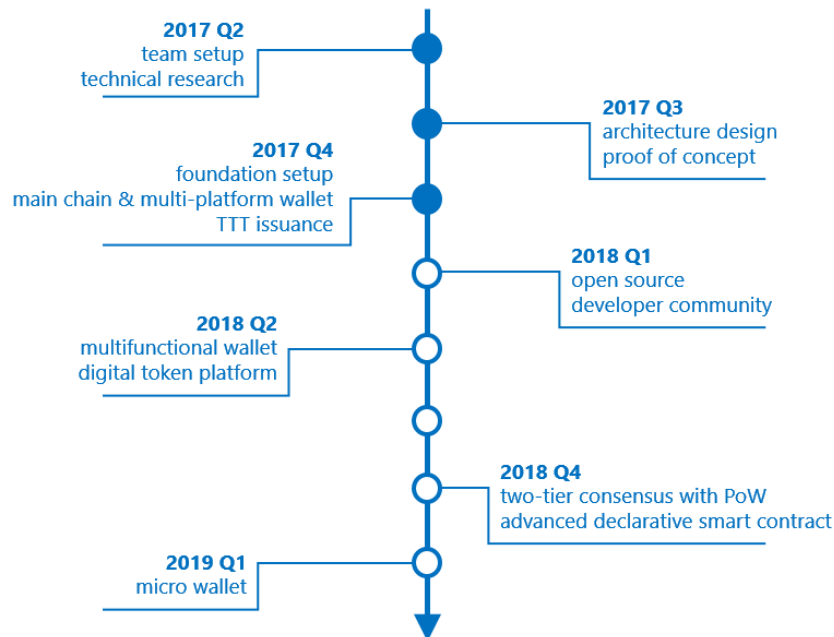 2017 Q2
team setup
technical research
2017 Q3
architecture design
proof of concept
2017 Q4
foundation setup
main chain & multi-platform wallet
TTT issuance
2018 Q1
open source
developer community
2018 Q2
multifunctional wallet
digital token platform
2018 Q4
two-tier consensus with PoW
advanced declarative smart contract
2019 Q1
micro wallet